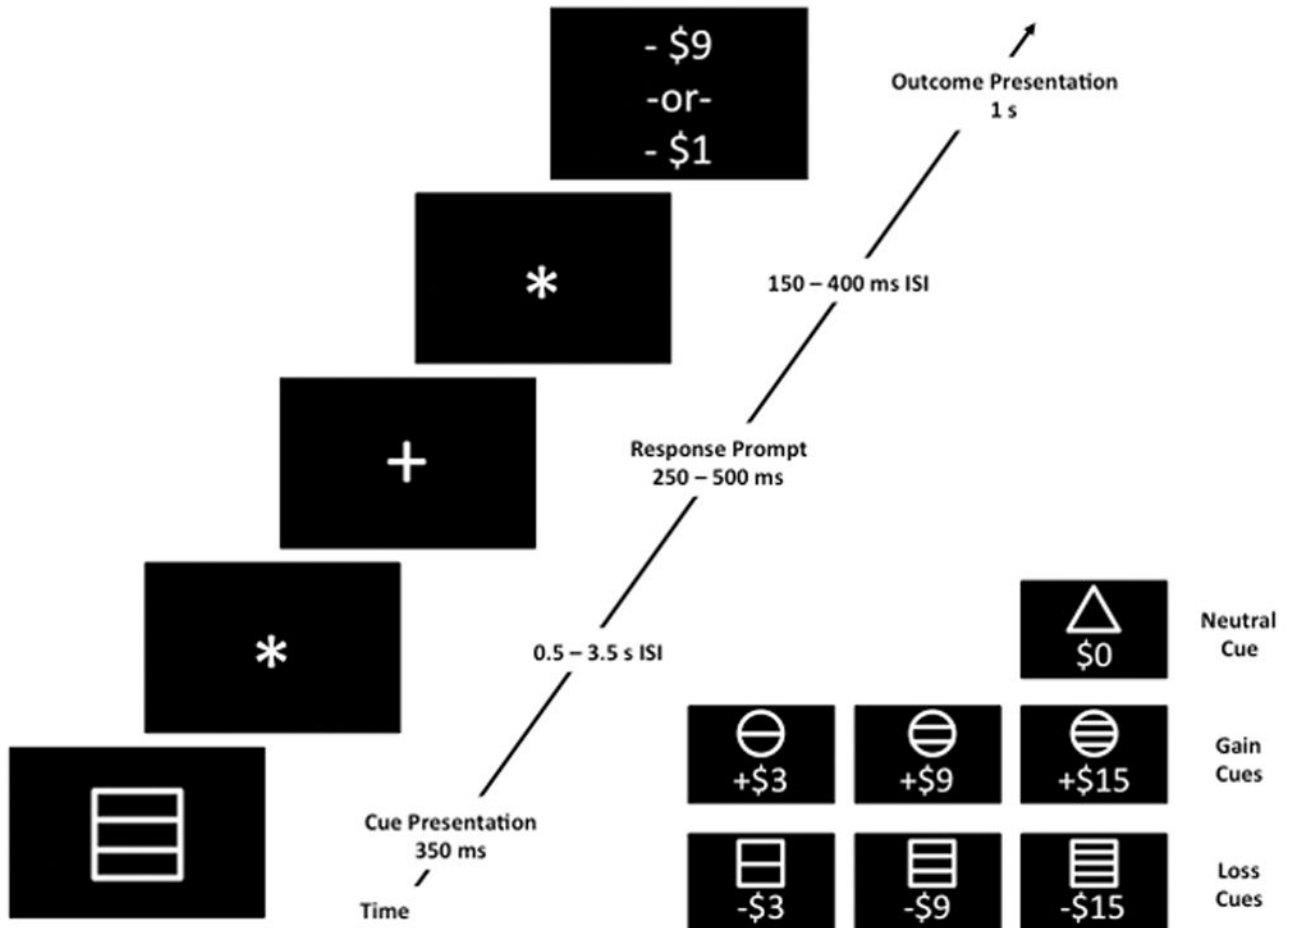 - $9
-or-
- $1
*
+
*
Outcome Presentation
1 s
150 – 400 ms ISI
Response Prompt
250 – 500 ms
0.5 – 3.5 s ISI
Cue Presentation
350 ms
Time
$0
Neutral
Cue
+$3
+$9
+$15
Gain
Cues
-$3
-$9
-$15
Loss
Cues